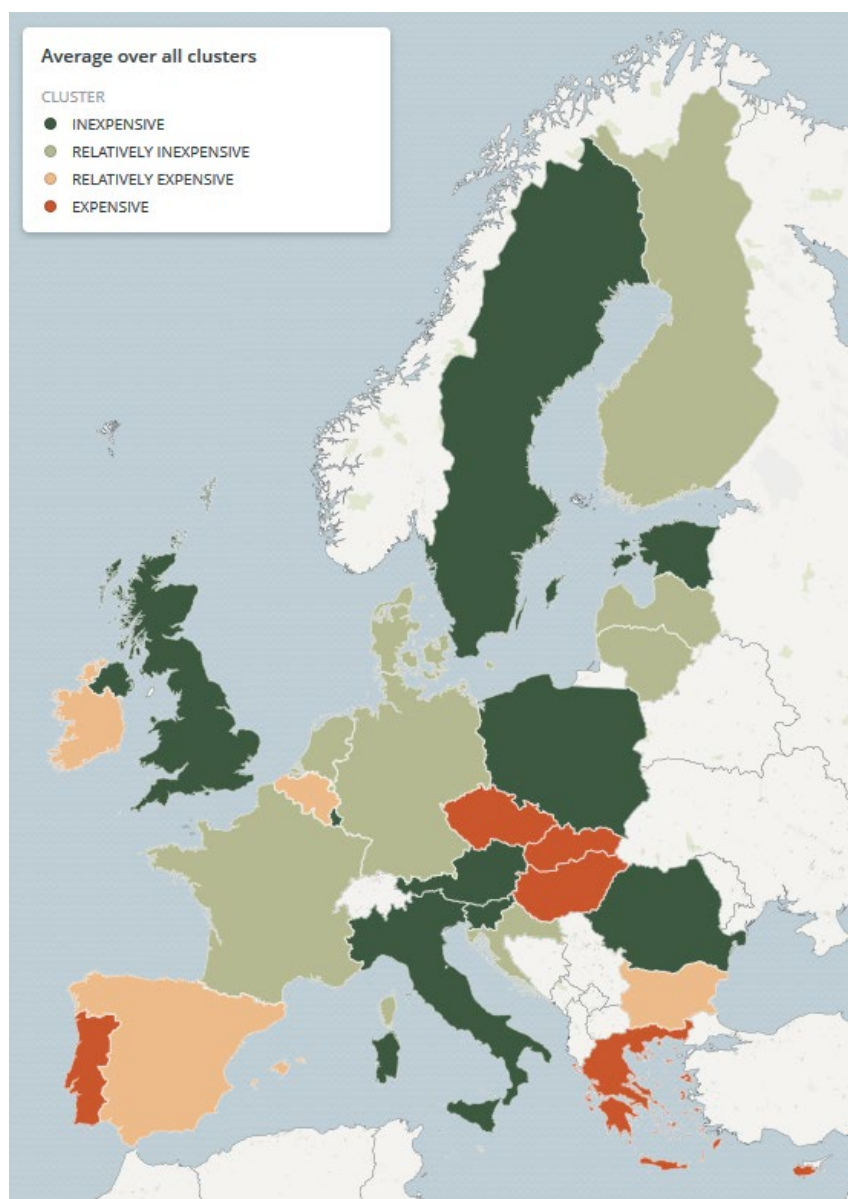 Average over all clusters
CLUSTER
INEXPENSIVE
RELATIVELY INEXPENSIVE
RELATIVELY EXPENSIVE
EXPENSIVE